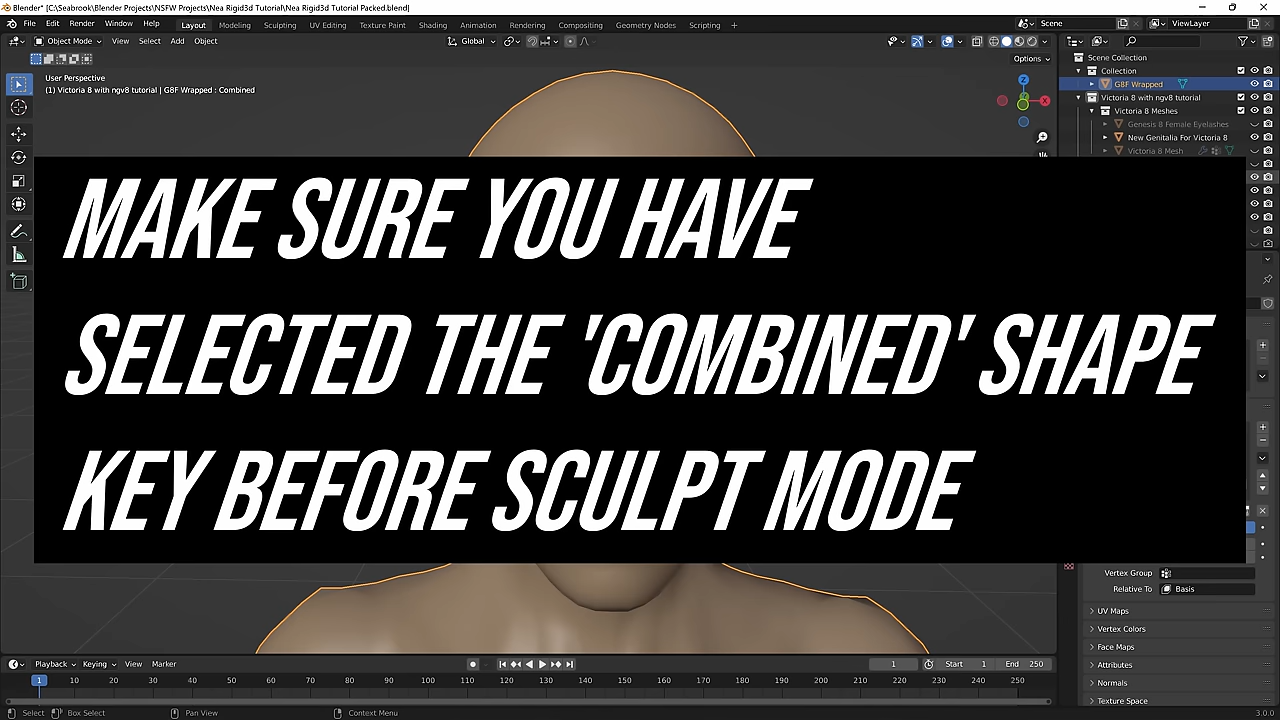 Blender* [C:\Seabrook\Blender Projects\NSFW Projects\Nea Rigid3d Tutorial\Nea Rigid3d Tutorial Packed.blend]
File Edit Render Window Help Layout Modeling Sculpting UV Editing Texture Paint Shading Animation Rendering Compositing Geometry Nodes Scripting + Scene ViewLayer
Object Mode View Select Add Object Global
Options
User Perspective
(1) Victoria 8 with ngv8 tutorial | G8F Wrapped : Combined
Z
X
Scene Collection
Collection
G8F Wrapped
Victoria 8 with ngv8 tutorial
Victoria 8 Meshes
Genesis 8 Female Eyelashes
New Genitalia For Victoria 8
Victoria 8 Mesh
MAKE SURE YOU HAVE
SELECTED THE 'COMBINED' SHAPE
KEY BEFORE SCULPT MODE
Vertex Group
Relative To Basis
UV Maps
Vertex Colors
Face Maps
Attributes
Normals
Texture Space
Playback Keying View Marker 1 Start 1 End 250
1 10 20 30 40 50 60 70 80 90 100 110 120 130 140 150 160 170 180 190 200 210 220 230 240 250
Select Box Select Pan View Context Menu 3.0.0